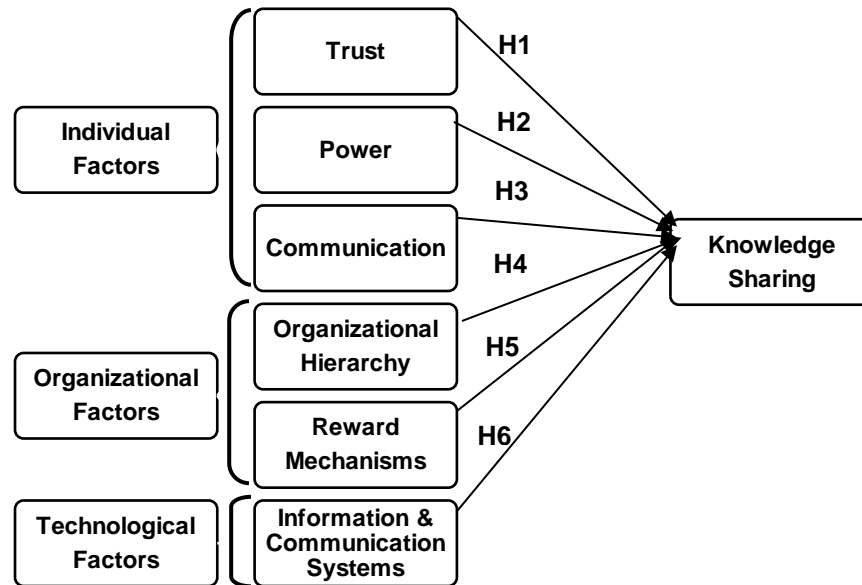 Trust
H1
Individual
Factors
Power
H2
Communication
H3
Knowledge
Sharing
Organizational
Hierarchy
H4
Organizational
Factors
Reward
Mechanisms
H5
Technological
Factors
Information &
Communication
Systems
H6